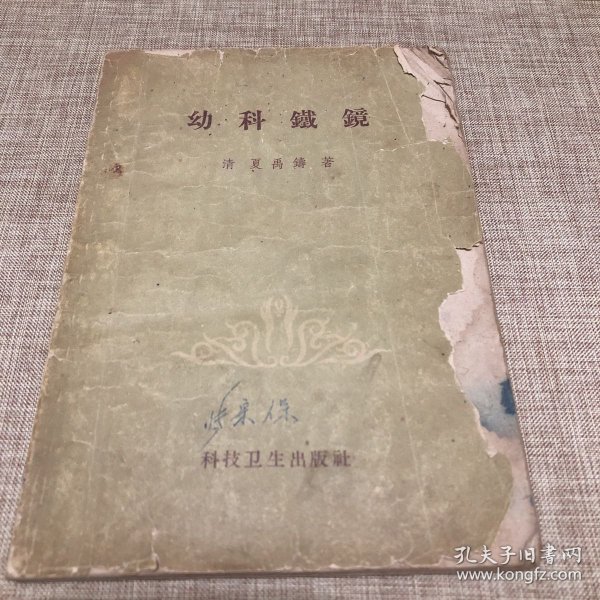 幼科鐵鏡
清 夏禹鑄 著
科技卫生出版社
孔夫子旧书网
www.kongfz.com